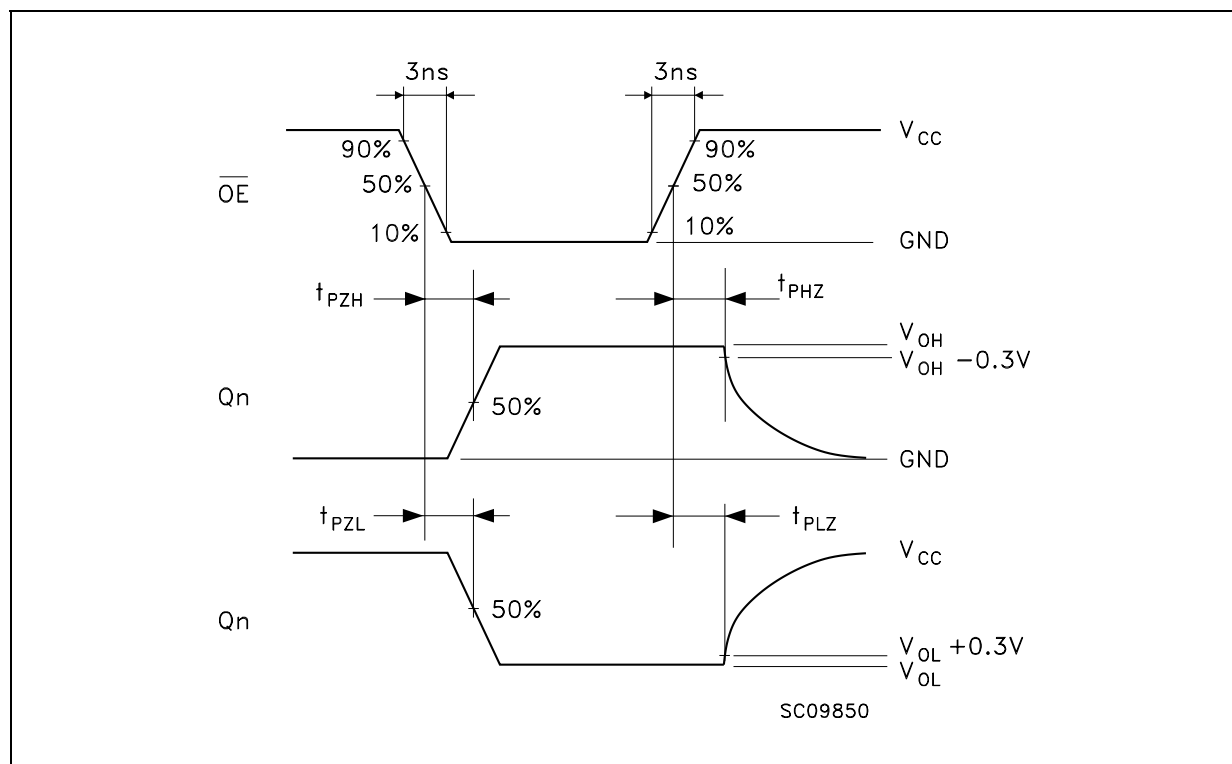 3ns 3ns
90% 90% V_CC
OE 50% 50%
10% 10% GND
t_PZH t_PHZ
V_OH
V_OH −0.3V
Qn 50%
GND
t_PZL t_PLZ
V_CC
Qn 50%
V_OL +0.3V
V_OL
SC09850